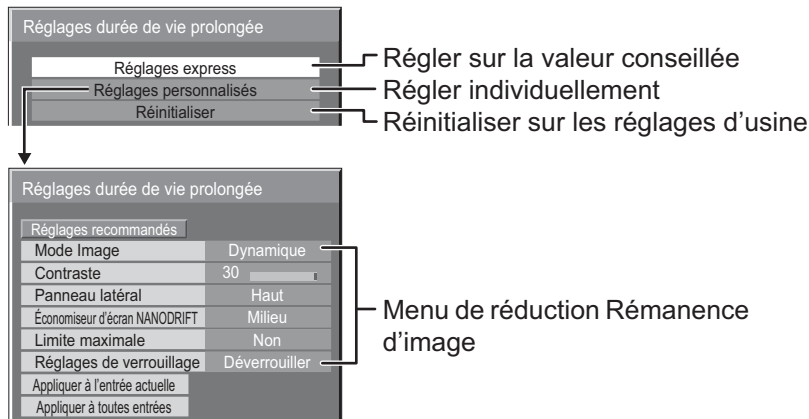 Réglages durée de vie prolongée
Réglages express
Réglages personnalisés
Réinitialiser
Régler sur la valeur conseillée
Régler individuellement
Réinitialiser sur les réglages d'usine
Réglages durée de vie prolongée
Réglages recommandés
Mode Image Dynamique
Contraste 30
Panneau latéral Haut
Économiseur d'écran NANODRIFT Milieu
Limite maximale Non
Réglages de verrouillage Déverrouiller
Appliquer à l'entrée actuelle
Appliquer à toutes entrées
Menu de réduction Rémanence
d'image